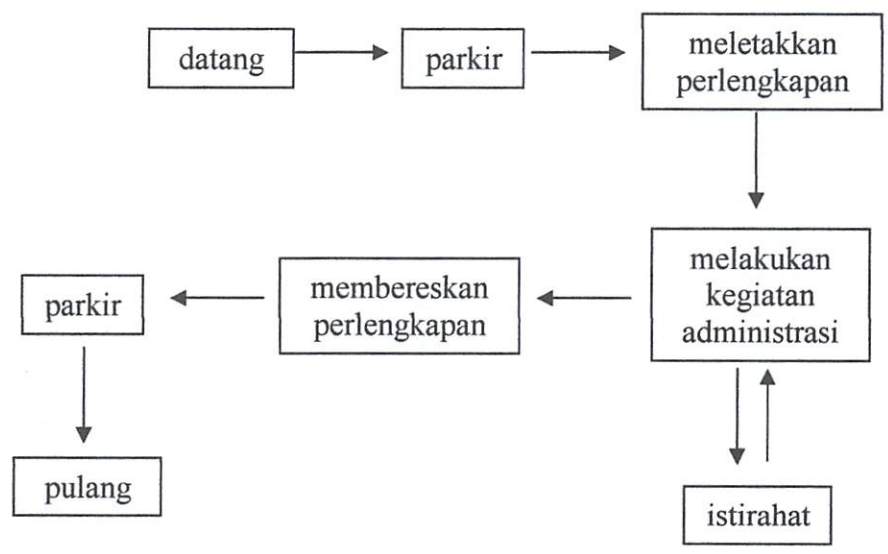 datang
parkir
meletakkan
perlengkapan
melakukan
kegiatan
administrasi
membereskan
perlengkapan
parkir
pulang
istirahat